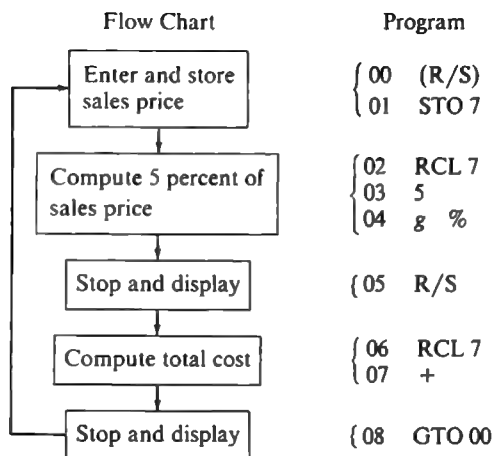 Flow Chart Program
Enter and store
sales price
00 (R/S)
01 STO 7
Compute 5 percent of
sales price
02 RCL 7
03 5
04 g %
Stop and display
05 R/S
Compute total cost
06 RCL 7
07 +
Stop and display
08 GTO 00